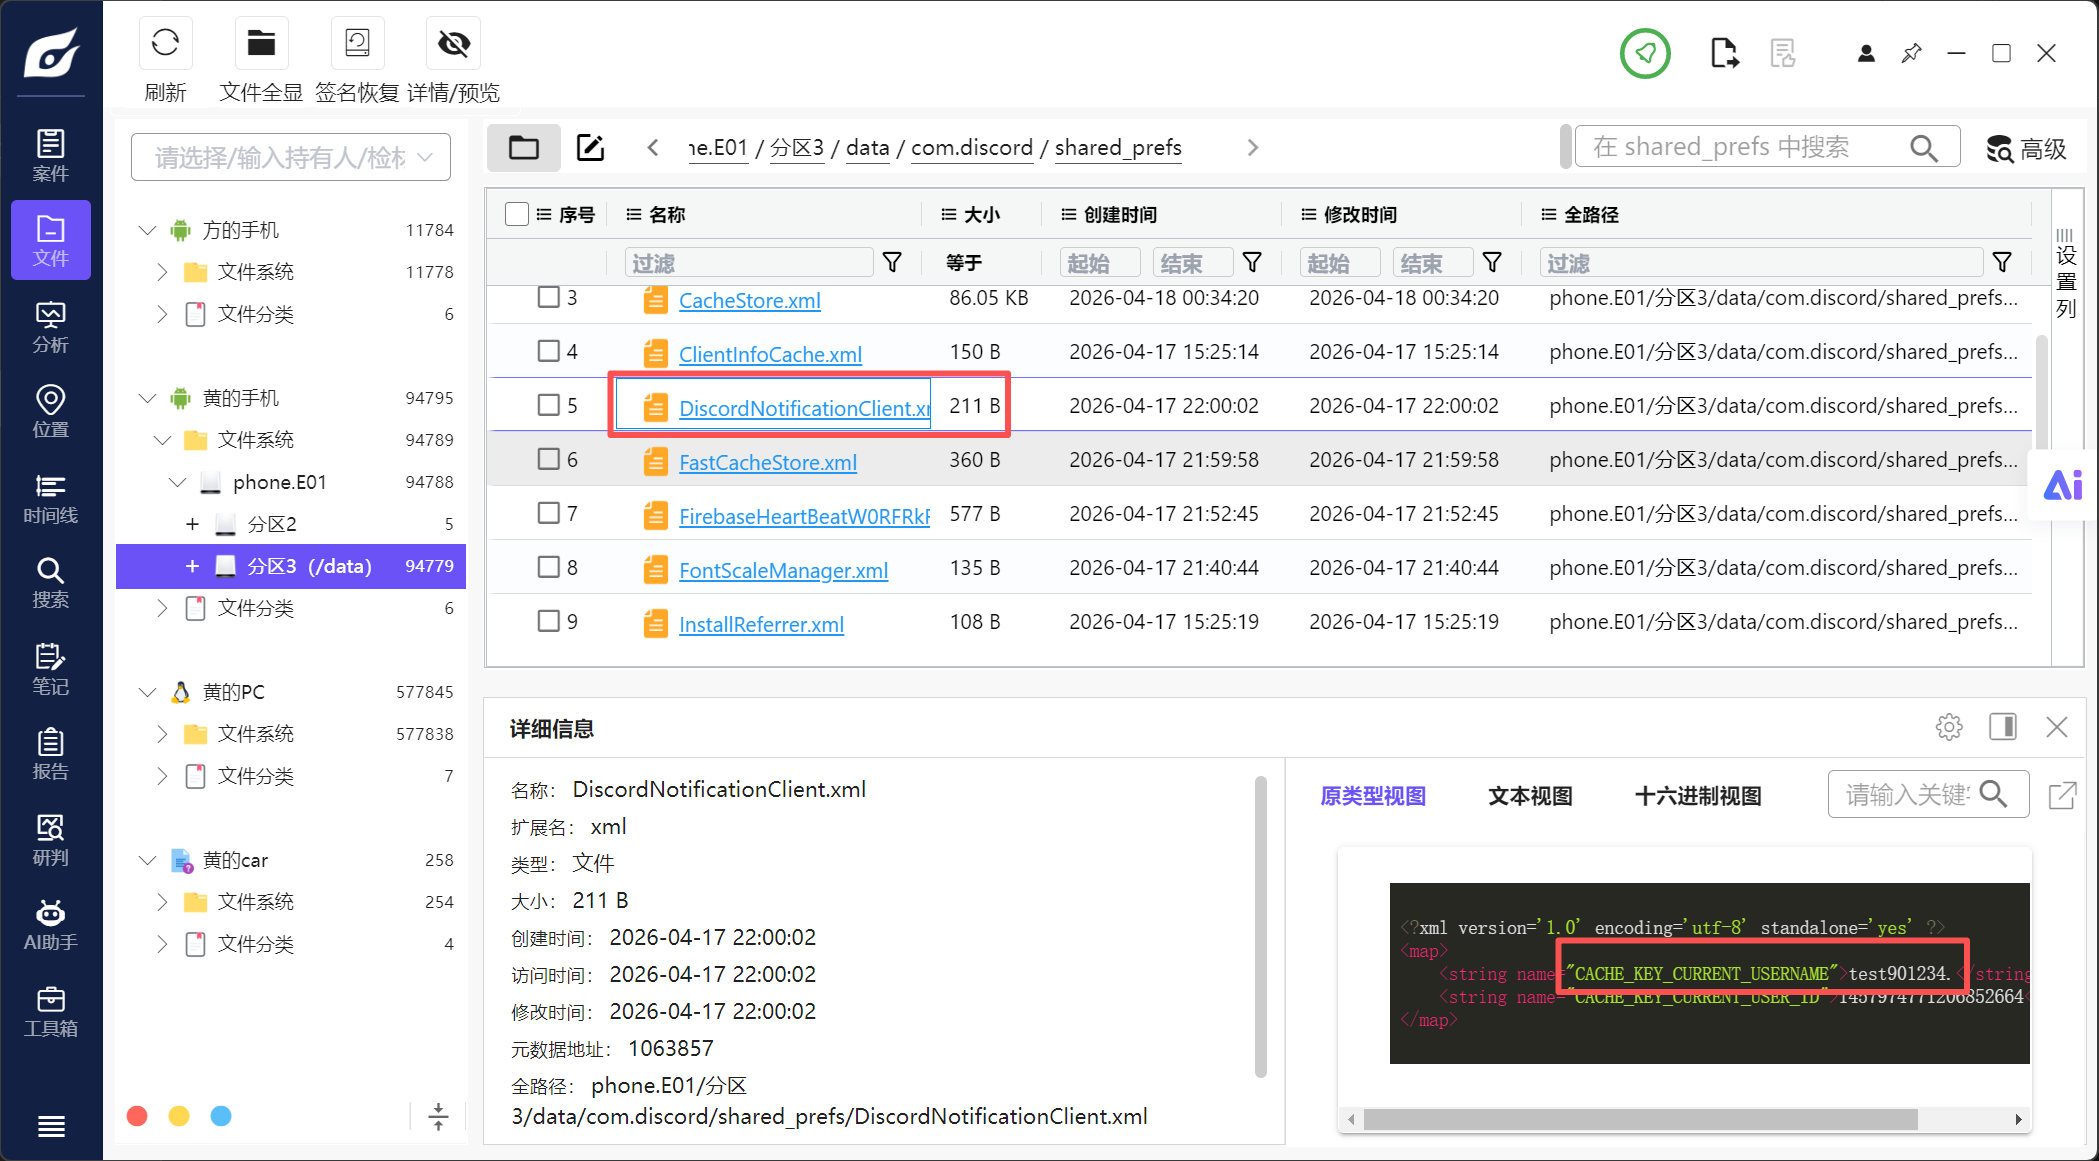 刷新
文件全显
签名恢复
详情/预览
案件
文件
分析
位置
时间线
搜索
笔记
报告
研判
AI助手
工具箱
请选择/输入持有人/检材
方的手机 11784
文件系统 11778
文件分类 6
黄的手机 94795
文件系统 94789
phone.E01 94788
分区2 5
分区3 (/data) 94779
文件分类 6
黄的PC 577845
文件系统 577838
文件分类 7
黄的car 258
文件系统 254
文件分类 4
ne.E01 / 分区3 / data / com.discord / shared_prefs
在 shared_prefs 中搜索
高级
序号 名称 大小 创建时间 修改时间 全路径
过滤 等于 起始 结束 起始 结束 过滤
3 CacheStore.xml 86.05 KB 2026-04-18 00:34:20 2026-04-18 00:34:20 phone.E01/分区3/data/com.discord/shared_prefs...
4 ClientInfoCache.xml 150 B 2026-04-17 15:25:14 2026-04-17 15:25:14 phone.E01/分区3/data/com.discord/shared_prefs...
5 DiscordNotificationClient.xr 211 B 2026-04-17 22:00:02 2026-04-17 22:00:02 phone.E01/分区3/data/com.discord/shared_prefs...
6 FastCacheStore.xml 360 B 2026-04-17 21:59:58 2026-04-17 21:59:58 phone.E01/分区3/data/com.discord/shared_prefs...
7 FirebaseHeartBeatW0RFRkF 577 B 2026-04-17 21:52:45 2026-04-17 21:52:45 phone.E01/分区3/data/com.discord/shared_prefs...
8 FontScaleManager.xml 135 B 2026-04-17 21:40:44 2026-04-17 21:40:44 phone.E01/分区3/data/com.discord/shared_prefs...
9 InstallReferrer.xml 108 B 2026-04-17 15:25:19 2026-04-17 15:25:19 phone.E01/分区3/data/com.discord/shared_prefs...
设置列
Ai
详细信息
名称： DiscordNotificationClient.xml
扩展名： xml
类型： 文件
大小： 211 B
创建时间： 2026-04-17 22:00:02
访问时间： 2026-04-17 22:00:02
修改时间： 2026-04-17 22:00:02
元数据地址： 1063857
全路径： phone.E01/分区
3/data/com.discord/shared_prefs/DiscordNotificationClient.xml
原类型视图
文本视图
十六进制视图
请输入关键字
<?xml version='1.0' encoding='utf-8' standalone='yes' ?>
<map>
<string name="CACHE_KEY_CURRENT_USERNAME">test901234.</string
<string name="CACHE_KEY_CURRENT_USER_ID">1457974771206852664<
</map>